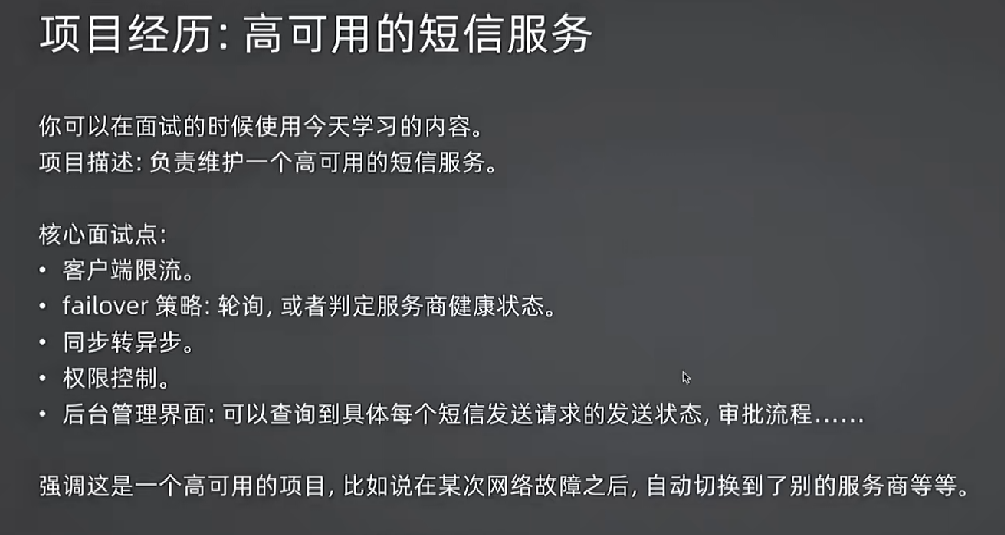 项目经历: 高可用的短信服务
你可以在面试的时候使用今天学习的内容。
项目描述: 负责维护一个高可用的短信服务。
核心面试点:
• 客户端限流。
• failover 策略: 轮询, 或者判定服务商健康状态。
• 同步转异步。
• 权限控制。
• 后台管理界面: 可以查询到具体每个短信发送请求的发送状态, 审批流程……
强调这是一个高可用的项目, 比如说在某次网络故障之后, 自动切换到了别的服务商等等。